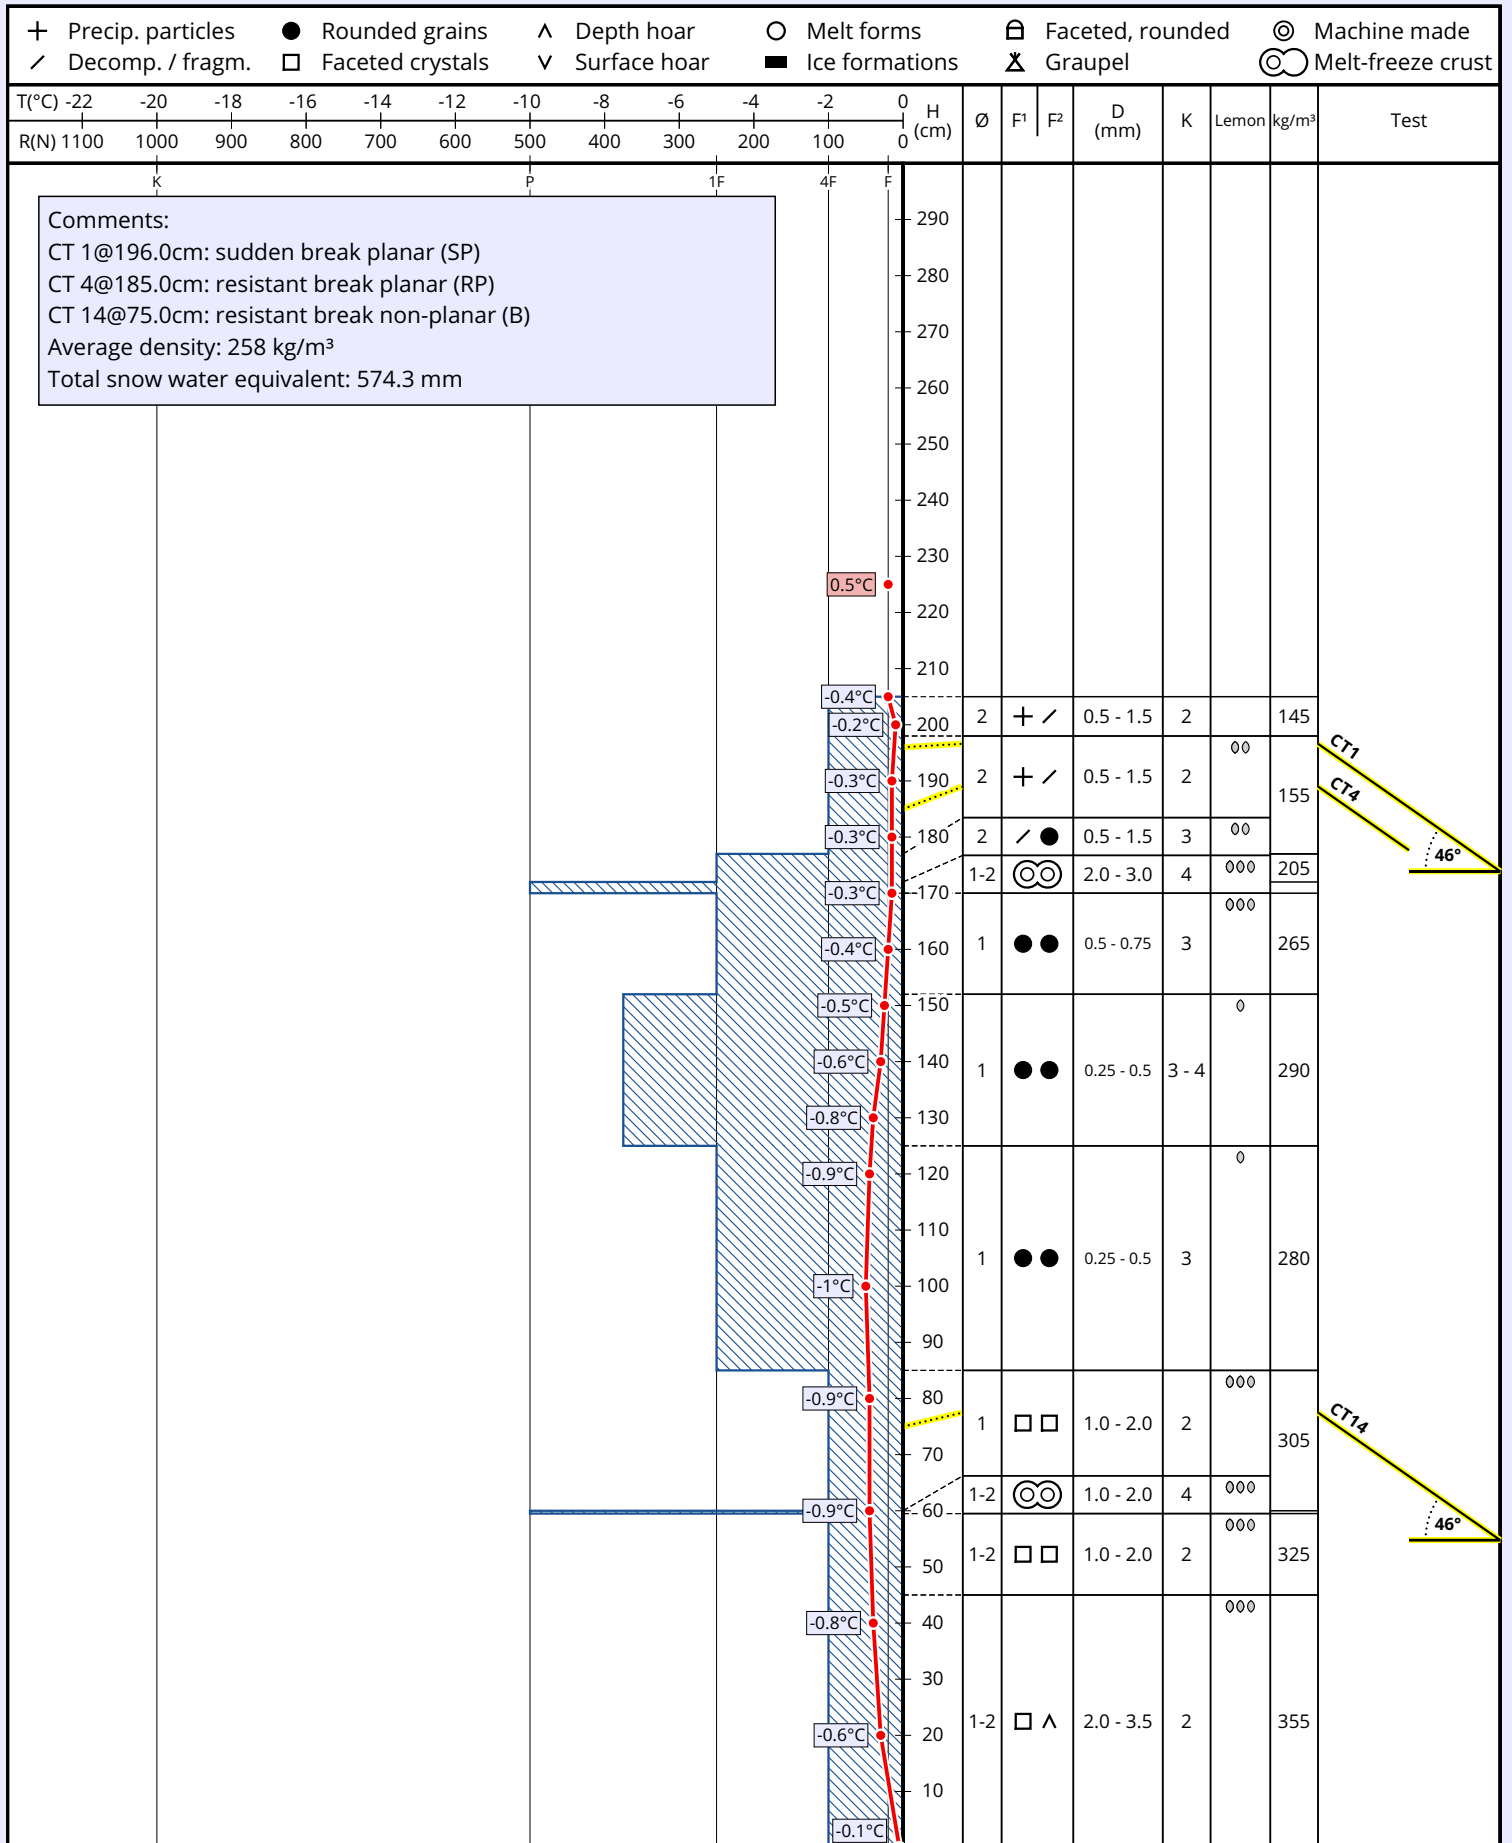 Precip. particles Rounded grains Depth hoar Melt forms Faceted, rounded Machine made
Decomp. / fragm. Faceted crystals Surface hoar Ice formations Graupel Melt-freeze crust
T(°C) -22 -20 -18 -16 -14 -12 -10 -8 -6 -4 -2 0
R(N) 1100 1000 900 800 700 600 500 400 300 200 100 0
H (cm) Ø F¹ F² D (mm) K Lemon kg/m³ Test
K P 1F 4F F
Comments:
CT 1@196.0cm: sudden break planar (SP)
CT 4@185.0cm: resistant break planar (RP)
CT 14@75.0cm: resistant break non-planar (B)
Average density: 258 kg/m³
Total snow water equivalent: 574.3 mm
290
280
270
260
250
240
230
0.5°C
220
210
-0.4°C
2 0.5 - 1.5 2 145
-0.2°C 200
CT1
2 0.5 - 1.5 2
-0.3°C 190
CT4
155
-0.3°C 180 2 0.5 - 1.5 3
46°
205
1-2 2.0 - 3.0 4
-0.3°C 170
1 0.5 - 0.75 3 265
-0.4°C 160
-0.5°C 150
-0.6°C 140
1 0.25 - 0.5 3 - 4 290
-0.8°C 130
-0.9°C 120
110
1 0.25 - 0.5 3 280
-1°C 100
90
-0.9°C 80
CT14
1 1.0 - 2.0 2
305
70
1-2 1.0 - 2.0 4
-0.9°C 60
46°
1-2 1.0 - 2.0 2 325
50
-0.8°C 40
30
1-2 2.0 - 3.5 2 355
-0.6°C 20
10
-0.1°C